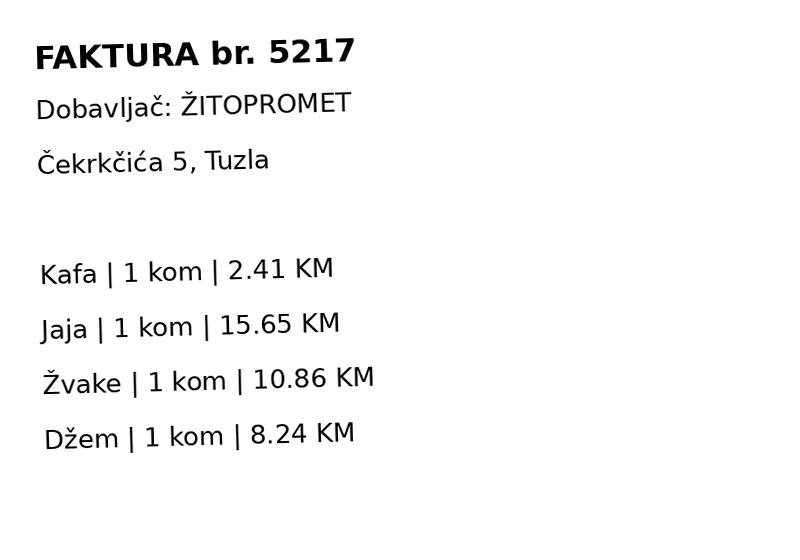 FAKTURA br. 5217
Dobavljač: ŽITOPROMET
Čekrkčića 5, Tuzla
Kafa | 1 kom | 2.41 KM
Jaja | 1 kom | 15.65 KM
Žvake | 1 kom | 10.86 KM
Džem | 1 kom | 8.24 KM